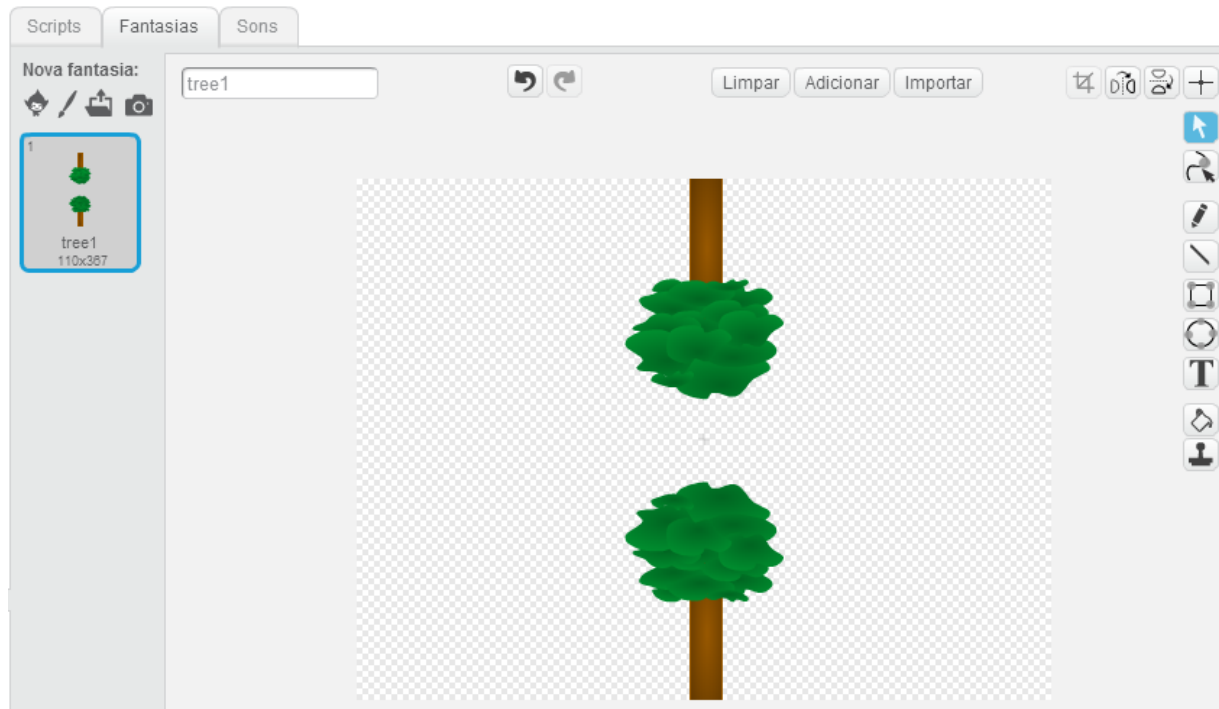 Scripts
Fantasias
Sons
Nova fantasia:
tree1
Limpar
Adicionar
Importar
1
tree1
110x387
T